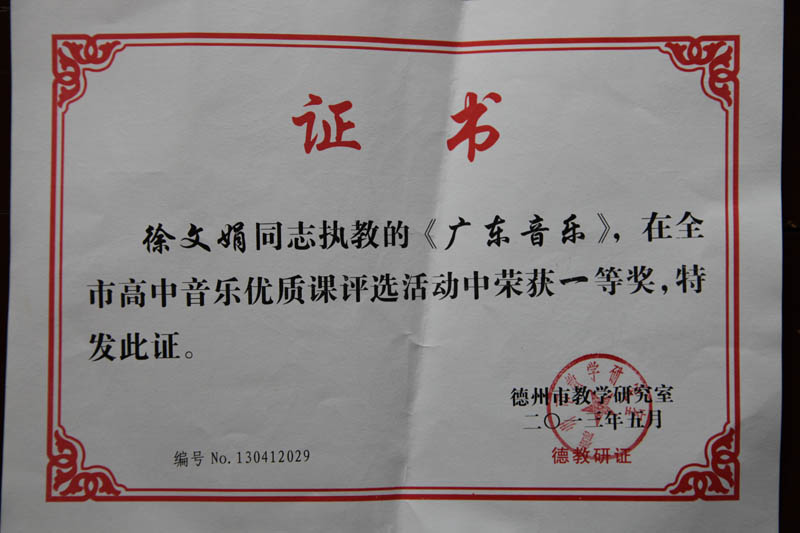 证 书
徐文娟同志执教的《广东音乐》，在全
市高中音乐优质课评选活动中荣获一等奖，特
发此证。
德州市教学研究室
二〇一三年五月
编号 No. 130412029
德教研证